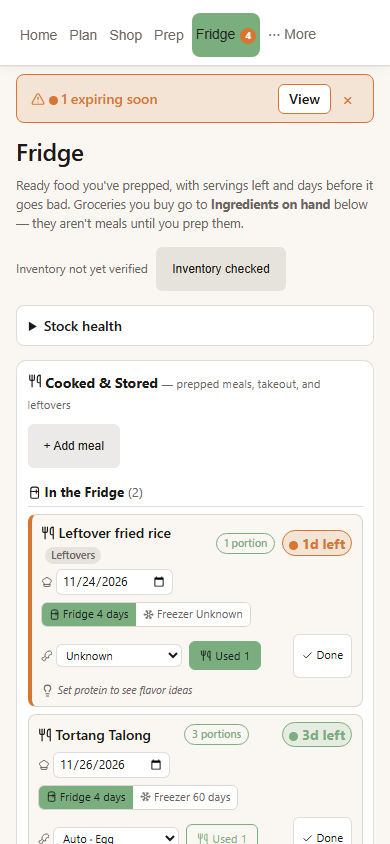 Home Plan Shop Prep Fridge 4 ··· More
1 expiring soon View ×
Fridge
Ready food you've prepped, with servings left and days before it
goes bad. Groceries you buy go to Ingredients on hand below
— they aren't meals until you prep them.
Inventory not yet verified Inventory checked
Stock health
Cooked & Stored — prepped meals, takeout, and
leftovers
+ Add meal
In the Fridge (2)
Leftover fried rice 1 portion 1d left
Leftovers
11/24/2026
Fridge 4 days Freezer Unknown
Unknown Used 1 ✓ Done
Set protein to see flavor ideas
Tortang Talong 3 portions 3d left
11/26/2026
Fridge 4 days Freezer 60 days
Auto · Egg Used 1 ✓ Done